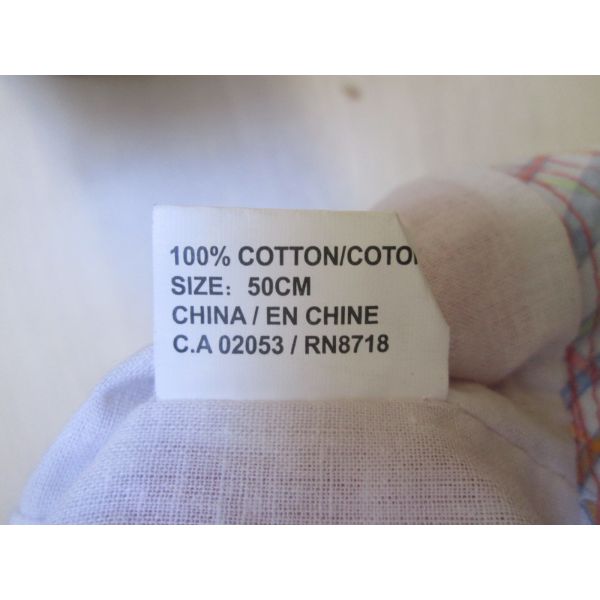 100% COTTON/COTO
SIZE: 50CM
CHINA / EN CHINE
C.A 02053 / RN8718